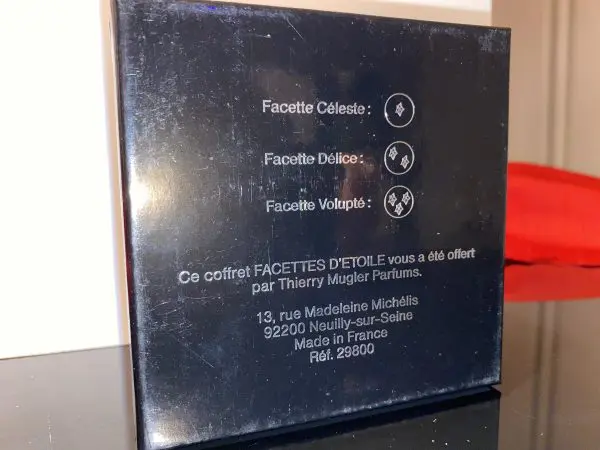 Facette Céleste :
Facette Délice :
Facette Volupté :
Ce coffret FACETTES D'ETOILE vous a été offert
par Thierry Mugler Parfums.
13, rue Madeleine Michélis
92200 Neuilly-sur-Seine
Made in France
Réf. 29800